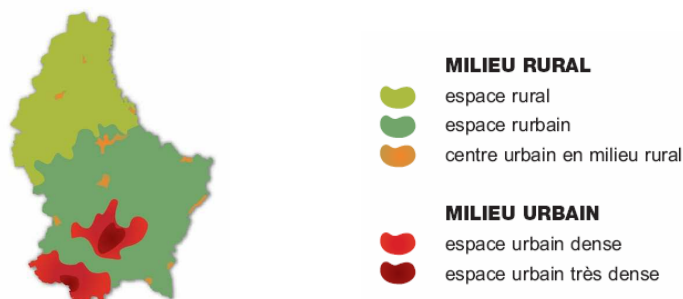 MILIEU RURAL
espace rural
espace rurbain
centre urbain en milieu rural
MILIEU URBAIN
espace urbain dense
espace urbain très dense